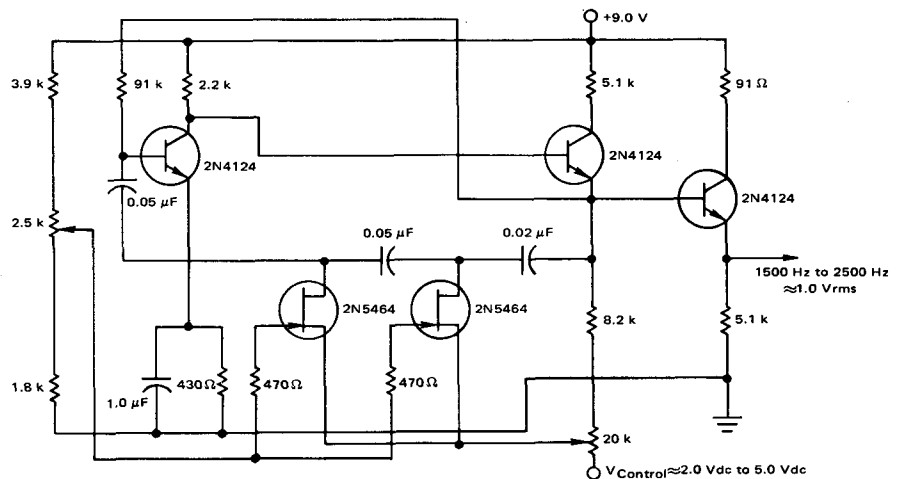 +9.0 V
3.9 k
91 k
2.2 k
5.1 k
91 Ω
2N4124
2N4124
2N4124
0.05 μF
2.5 k
0.05 μF
0.02 μF
1500 Hz to 2500 Hz
≈1.0 Vrms
2N5464
2N5464
8.2 k
5.1 k
1.8 k
1.0 μF
430Ω
470Ω
470Ω
20 k
VControl≈2.0 Vdc to 5.0 Vdc